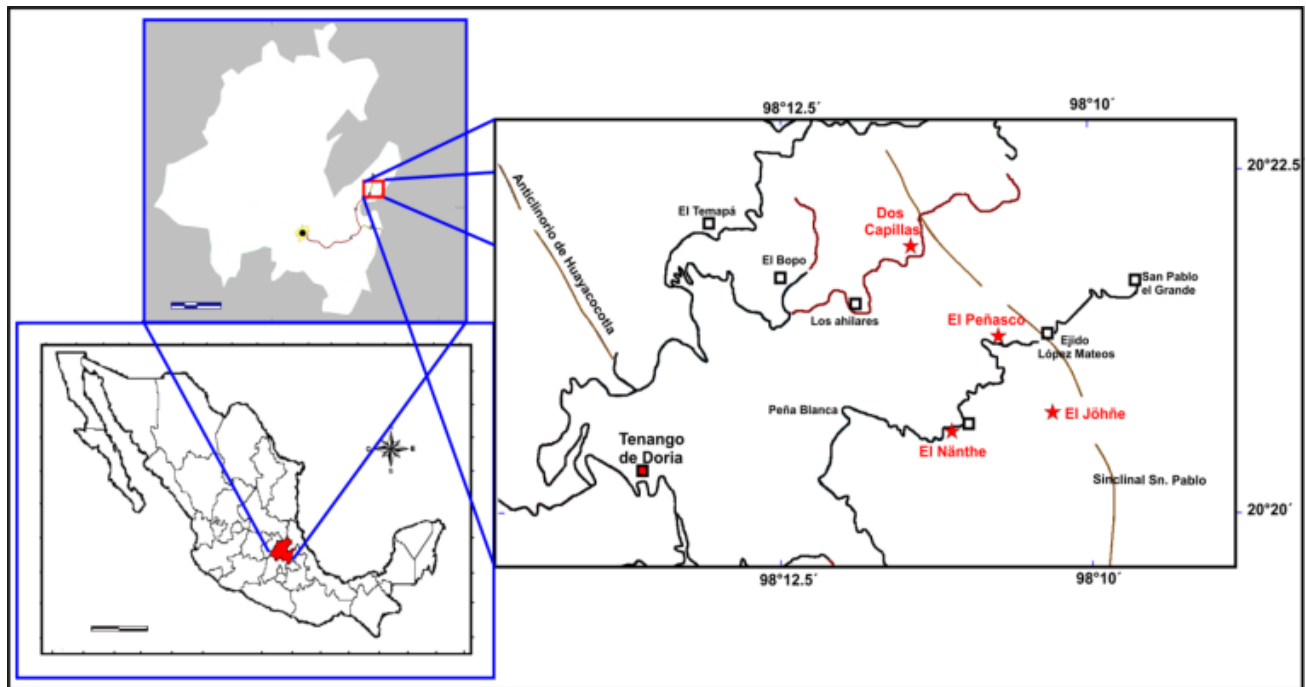 98°12.5´
98°10´
20°22.5´
Anticlinorio de Huayacocotla
El Temapá
Dos
Capillas
El Bopo
San Pablo
el Grande
Los ahilares
El Peñasco
Ejido
López Mateos
Peña Blanca
El Jöhñe
El Nänthe
Tenango
de Doria
Sinclinal Sn. Pablo
20°20´
98°12.5´
98°10´